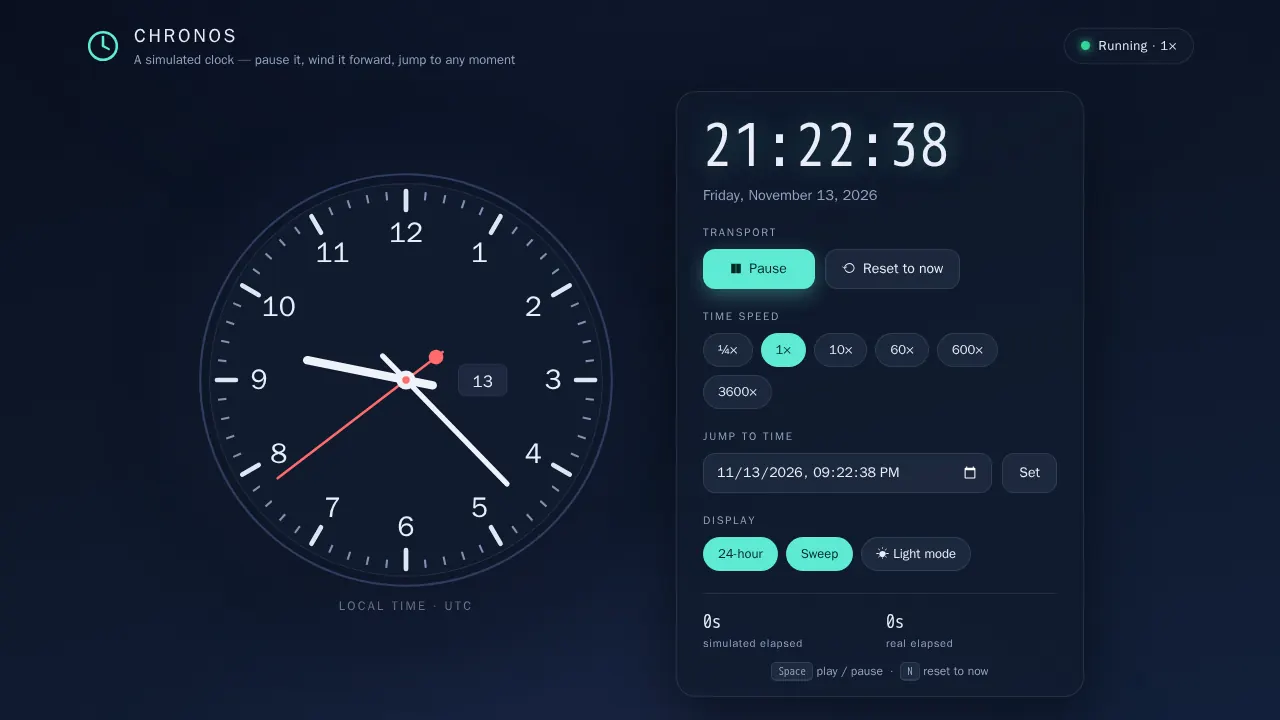 CHRONOS
A simulated clock — pause it, wind it forward, jump to any moment
Running · 1×
12
1
2
3
4
5
6
7
8
9
10
11
13
LOCAL TIME · UTC
21:22:38
Friday, November 13, 2026
TRANSPORT
Pause
Reset to now
TIME SPEED
¼×
1×
10×
60×
600×
3600×
JUMP TO TIME
11/13/2026, 09:22:38 PM
Set
DISPLAY
24-hour
Sweep
Light mode
0s
simulated elapsed
0s
real elapsed
Space play / pause · N reset to now